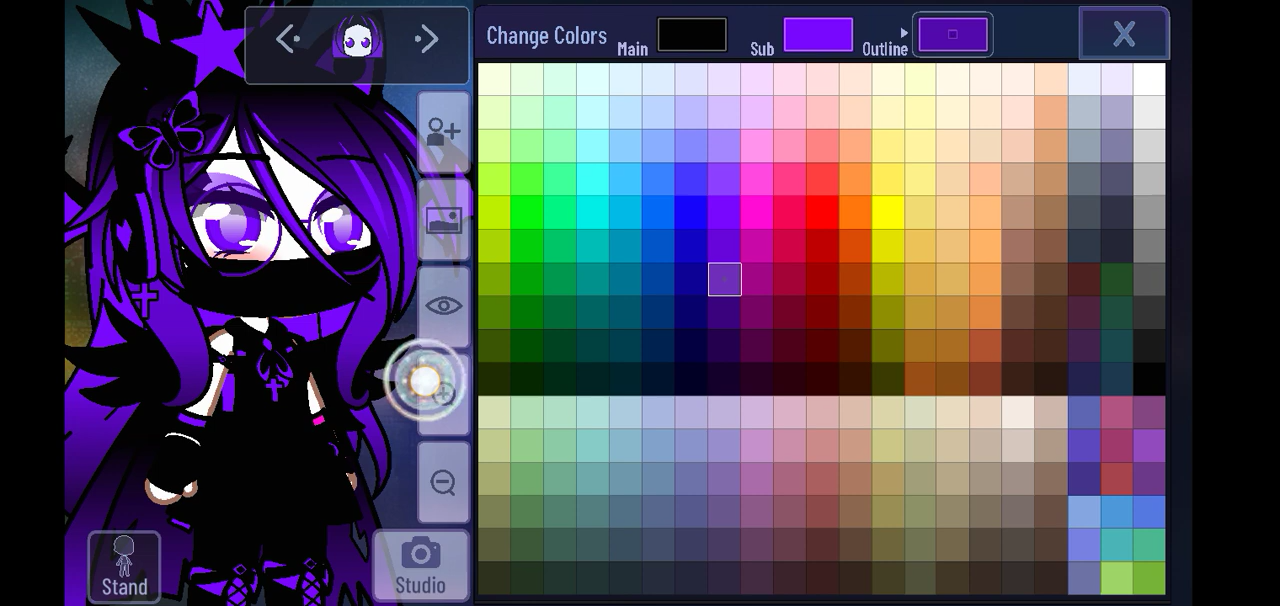 Change Colors
Main
Sub
Outline
X
Stand
Studio